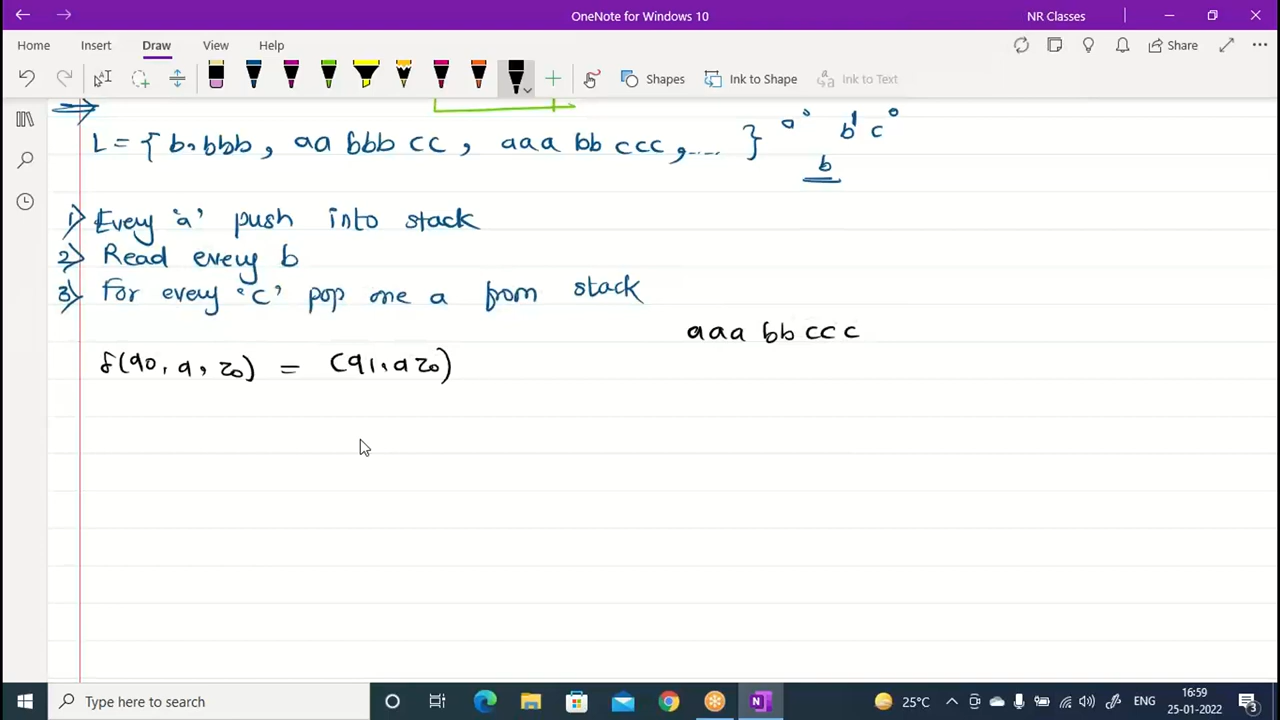 OneNote for Windows 10
NR Classes
Home Insert Draw View Help
Share
Shapes
Ink to Shape
Ink to Text
a⁰ b¹ c⁰
L = { b, bbb, aa bbb cc, aaa bb ccc, .... }
b
1) Every 'a' push into stack
2) Read every b
3) For every 'c' pop one a from stack
aaa bb ccc
δ(q0, a, z0) = (q1, a z0)
Type here to search
25°C
ENG
16:59
25-01-2022
3